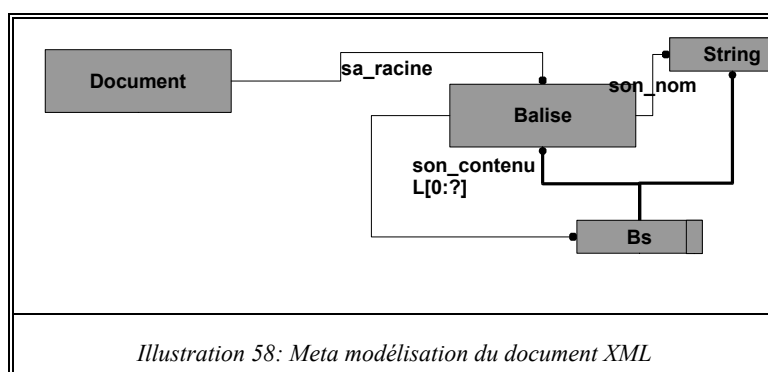 String
Document
sa_racine
son_nom
Balise
son_contenu
L[0:?]
Bs
Illustration 58: Meta modélisation du document XML